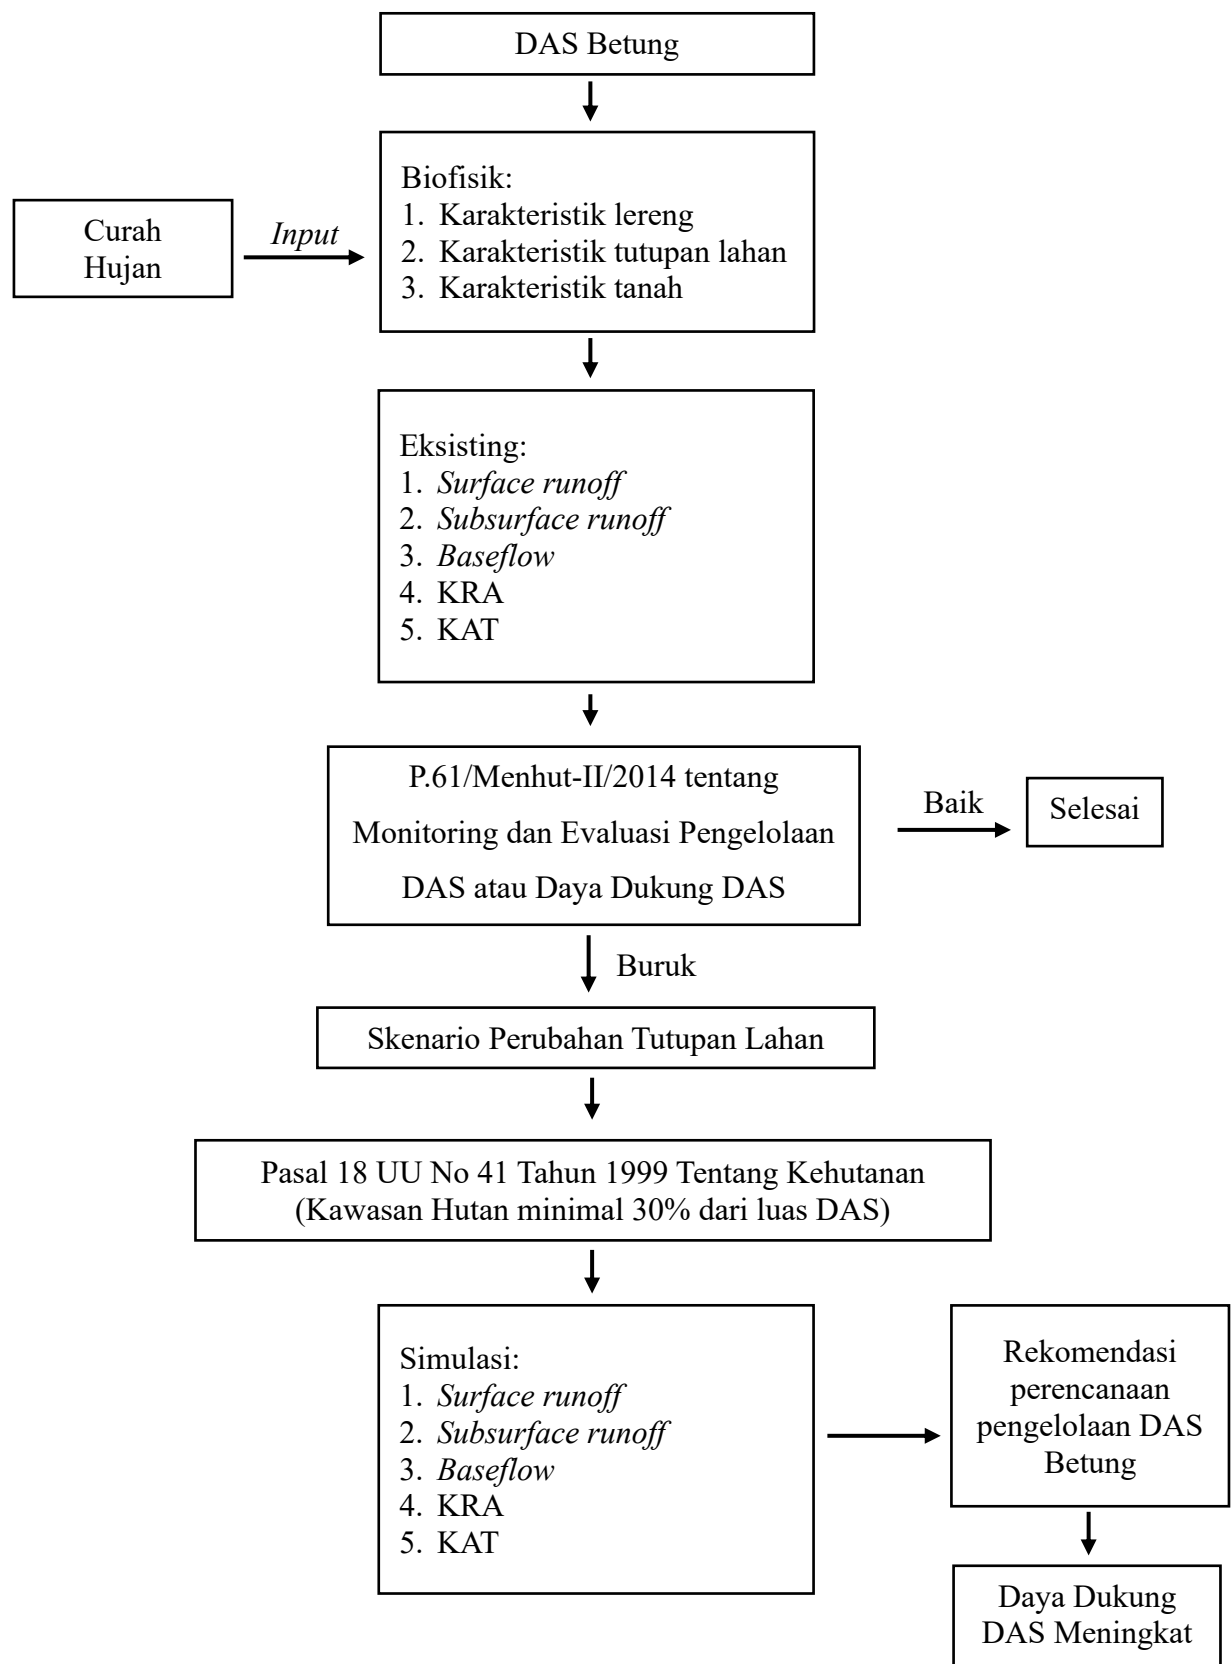 DAS Betung
Biofisik:
1. Karakteristik lereng
2. Karakteristik tutupan lahan
3. Karakteristik tanah
Curah
Hujan
Input
Eksisting:
1. Surface runoff
2. Subsurface runoff
3. Baseflow
4. KRA
5. KAT
P.61/Menhut-II/2014 tentang
Monitoring dan Evaluasi Pengelolaan
DAS atau Daya Dukung DAS
Baik
Selesai
Buruk
Skenario Perubahan Tutupan Lahan
Pasal 18 UU No 41 Tahun 1999 Tentang Kehutanan
(Kawasan Hutan minimal 30% dari luas DAS)
Simulasi:
1. Surface runoff
2. Subsurface runoff
3. Baseflow
4. KRA
5. KAT
Rekomendasi
perencanaan
pengelolaan DAS
Betung
Daya Dukung
DAS Meningkat